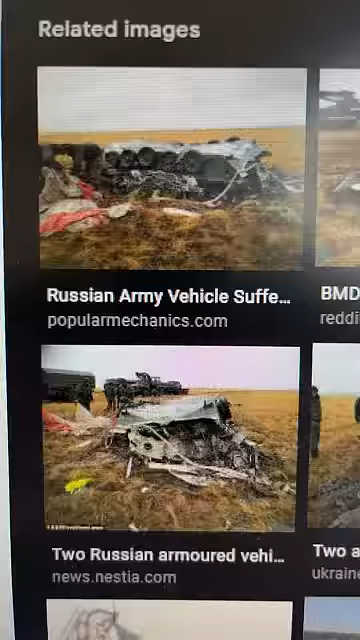 Related images
Russian Army Vehicle Suffe...
popularmechanics.com
BMD
reddi
Two Russian armoured vehi...
news.nestia.com
Two a
ukraine